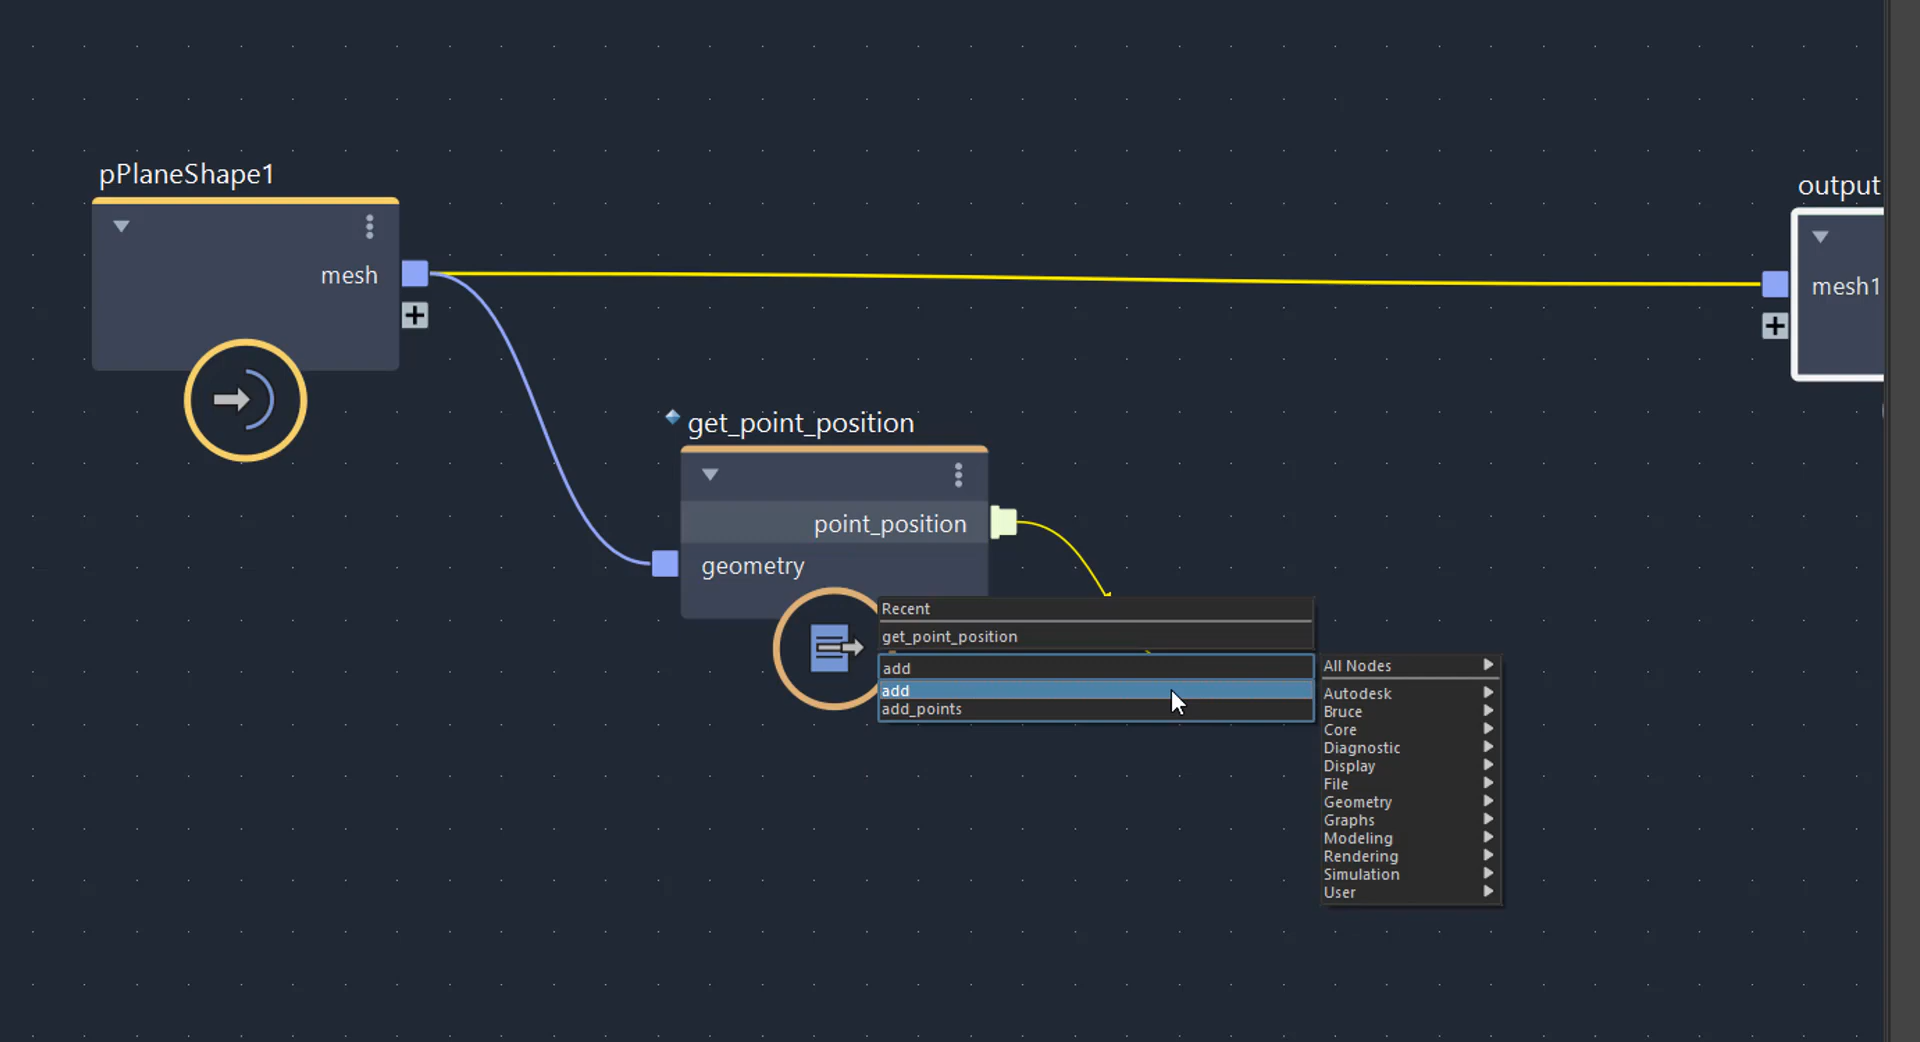 pPlaneShape1
mesh
output
mesh1
get_point_position
point_position
geometry
Recent
get_point_position
add
add
add_points
All Nodes
Autodesk
Bruce
Core
Diagnostic
Display
File
Geometry
Graphs
Modeling
Rendering
Simulation
User